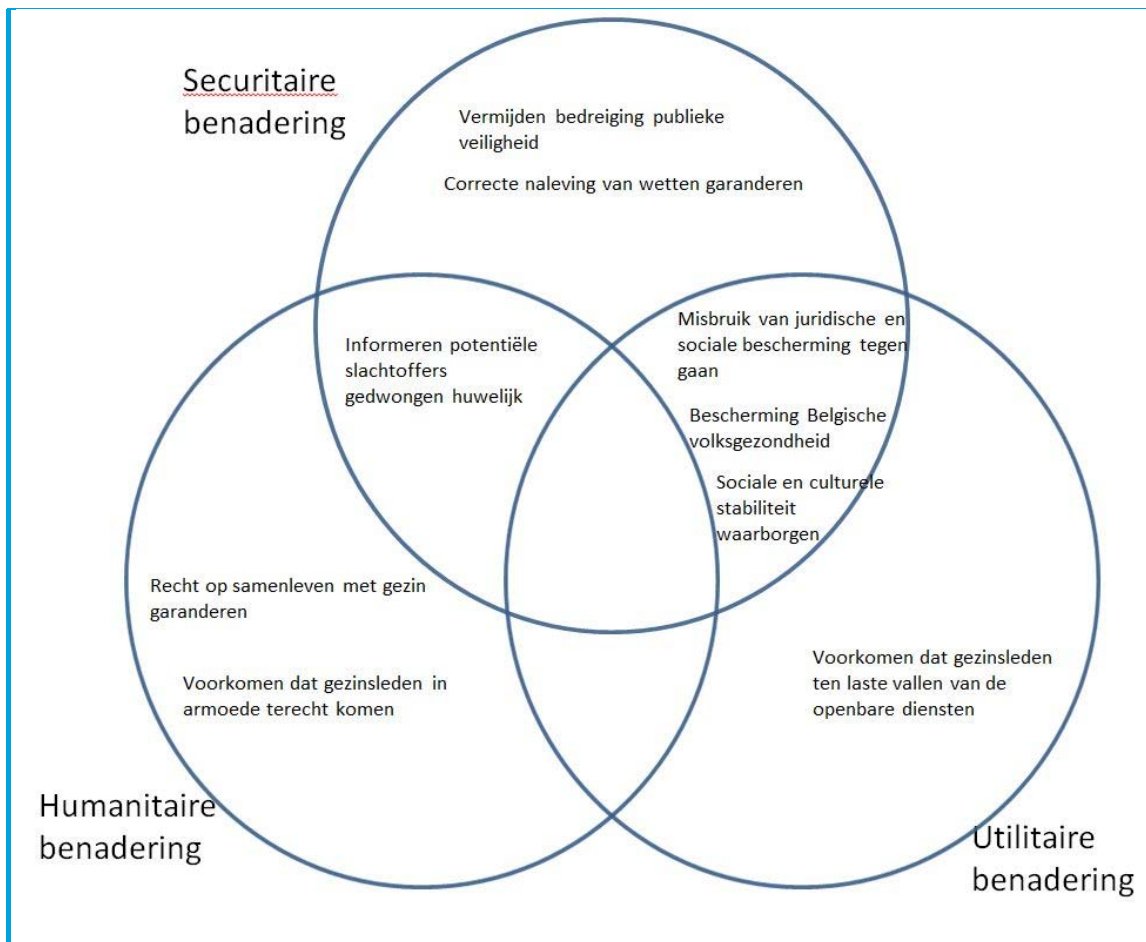 Securitaire
benadering
Vermijden bedreiging publieke
veiligheid
Correcte naleving van wetten garanderen
Informeren potentiële
slachtoffers
gedwongen huwelijk
Misbruik van juridische en
sociale bescherming tegen
gaan
Bescherming Belgische
volksgezondheid
Sociale en culturele
stabiliteit
waarborgen
Recht op samenleven met gezin
garanderen
Voorkomen dat gezinsleden in
armoede terecht komen
Voorkomen dat gezinsleden
ten laste vallen van de
openbare diensten
Humanitaire
benadering
Utilitaire
benadering